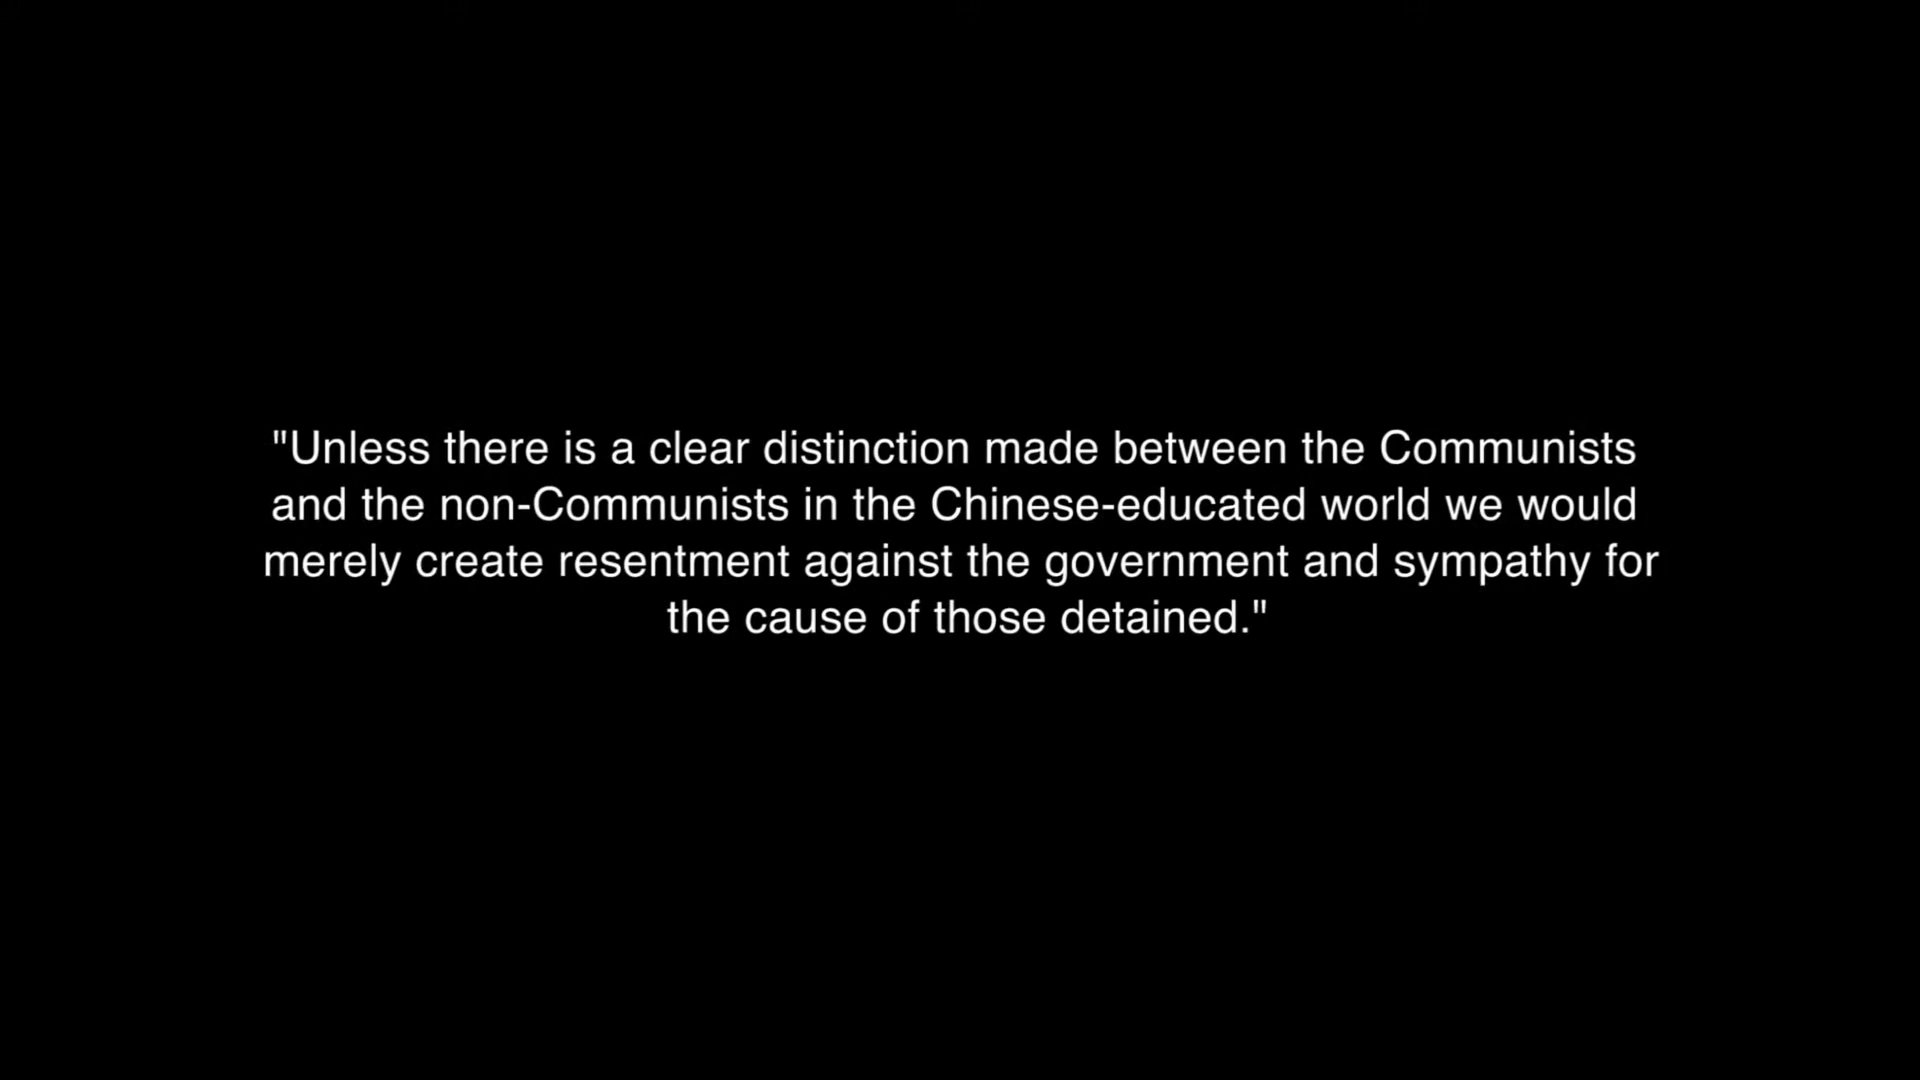 "Unless there is a clear distinction made between the Communists
and the non-Communists in the Chinese-educated world we would
merely create resentment against the government and sympathy for
the cause of those detained."